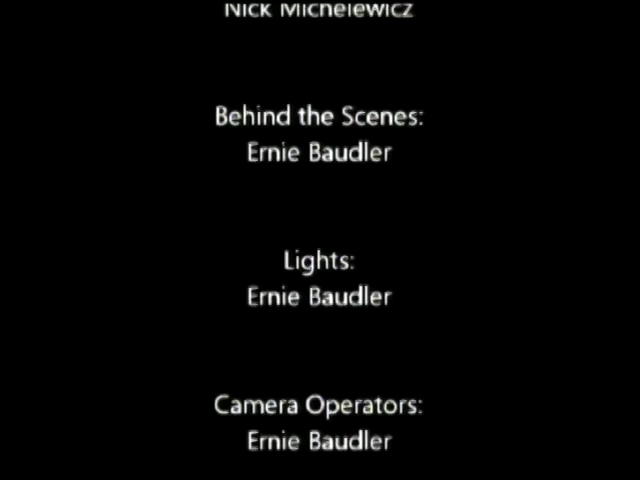 Nick Michelewicz
Behind the Scenes:
Ernie Baudler
Lights:
Ernie Baudler
Camera Operators:
Ernie Baudler